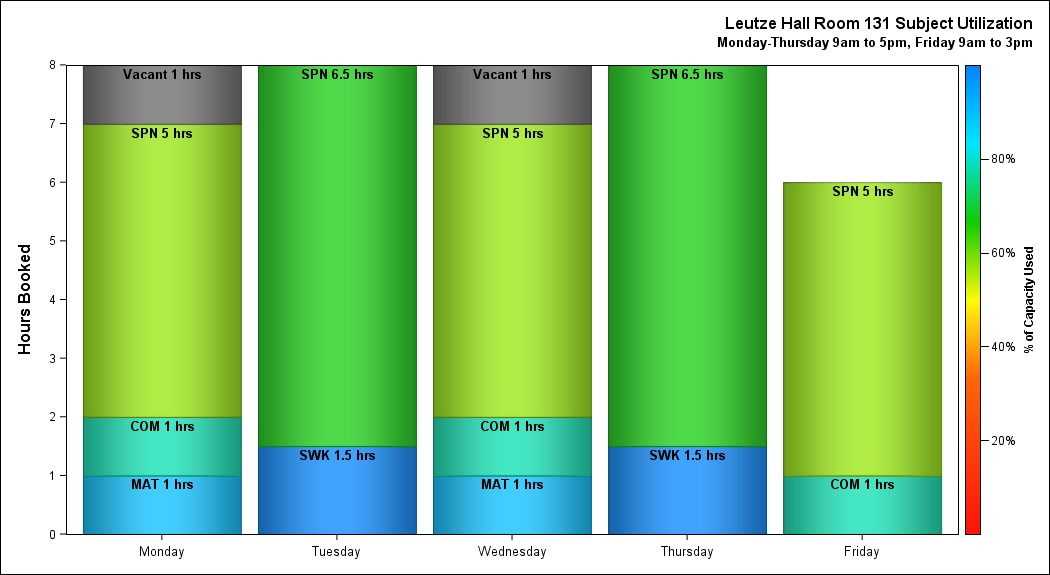 Leutze Hall Room 131 Subject Utilization
Monday-Thursday 9am to 5pm, Friday 9am to 3pm
Hours Booked
8
7
6
5
4
3
2
1
0
Vacant 1 hrs
SPN 5 hrs
COM 1 hrs
MAT 1 hrs
SPN 6.5 hrs
SWK 1.5 hrs
Vacant 1 hrs
SPN 5 hrs
COM 1 hrs
MAT 1 hrs
SPN 6.5 hrs
SWK 1.5 hrs
SPN 5 hrs
COM 1 hrs
Monday
Tuesday
Wednesday
Thursday
Friday
80%
60%
40%
20%
% of Capacity Used